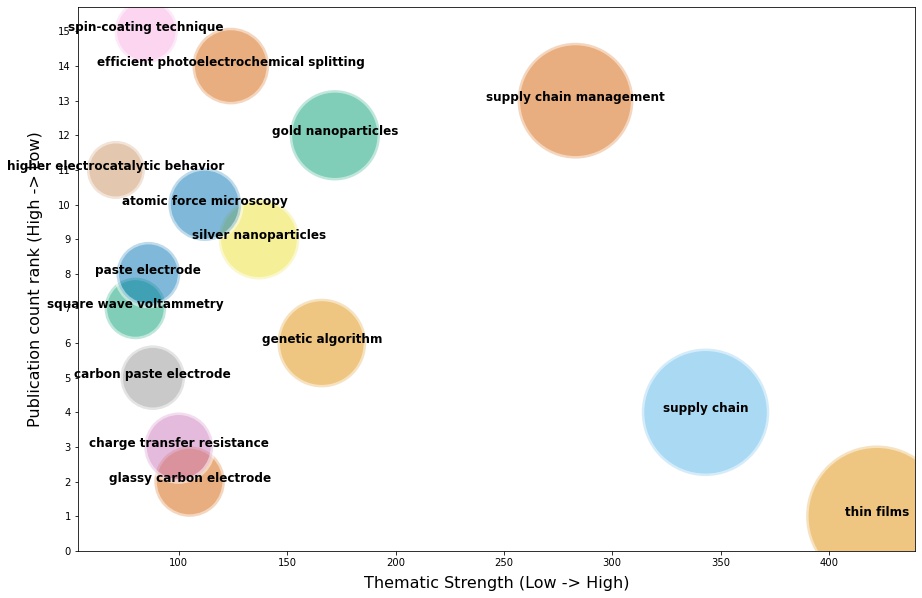 15
spin-coating technique
14
efficient photoelectrochemical splitting
13
supply chain management
12
gold nanoparticles
11
higher electrocatalytic behavior
10
atomic force microscopy
9
silver nanoparticles
8
paste electrode
7
square wave voltammetry
6
genetic algorithm
5
carbon paste electrode
4
supply chain
3
charge transfer resistance
2
glassy carbon electrode
1
thin films
0
Publication count rank (High -> Low)
100 150 200 250 300 350 400
Thematic Strength (Low -> High)